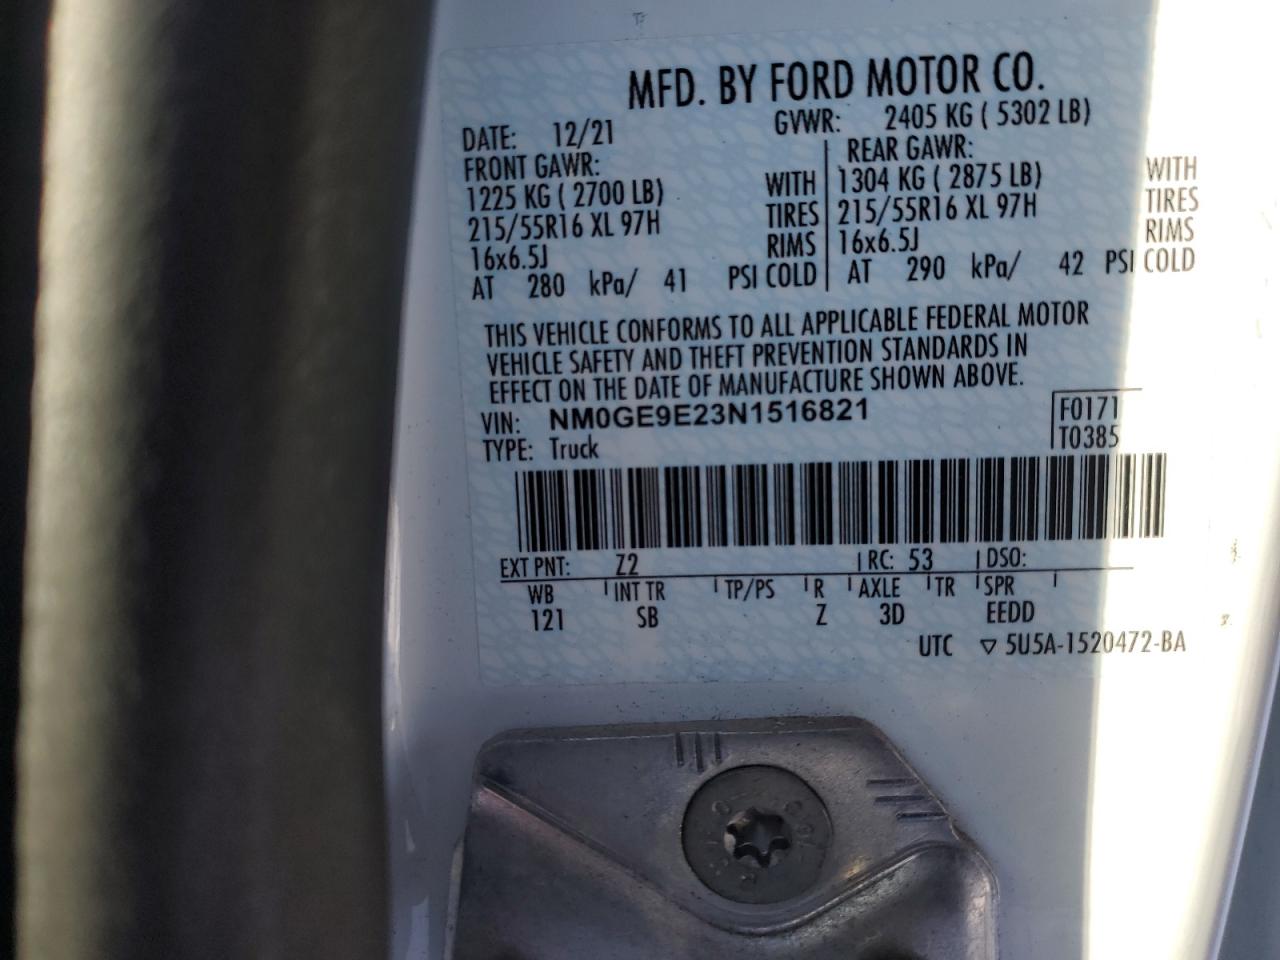 MFD. BY FORD MOTOR CO.
DATE: 12/21 GVWR: 2405 KG ( 5302 LB)
FRONT GAWR: REAR GAWR:
1225 KG ( 2700 LB) WITH 1304 KG ( 2875 LB) WITH
215/55R16 XL 97H TIRES 215/55R16 XL 97H TIRES
16x6.5J RIMS 16x6.5J RIMS
AT 280 kPa/ 41 PSI COLD AT 290 kPa/ 42 PSI COLD
THIS VEHICLE CONFORMS TO ALL APPLICABLE FEDERAL MOTOR
VEHICLE SAFETY AND THEFT PREVENTION STANDARDS IN
EFFECT ON THE DATE OF MANUFACTURE SHOWN ABOVE.
VIN: NM0GE9E23N1516821 F0171
TYPE: Truck T0385
EXT PNT: Z2 RC: 53 DSO:
WB INT TR TP/PS R AXLE TR SPR
121 SB Z 3D EEDD
UTC ▽ 5U5A-1520472-BA